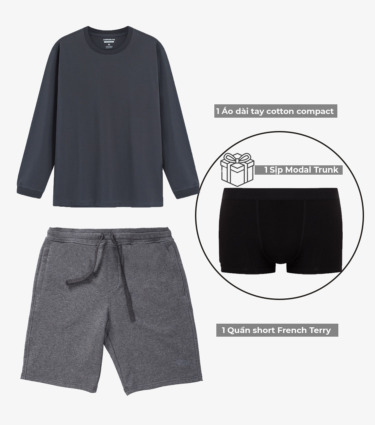 1 Áo dài tay cotton compact
1 Sịp Modal Trunk
1 Quần short French Terry